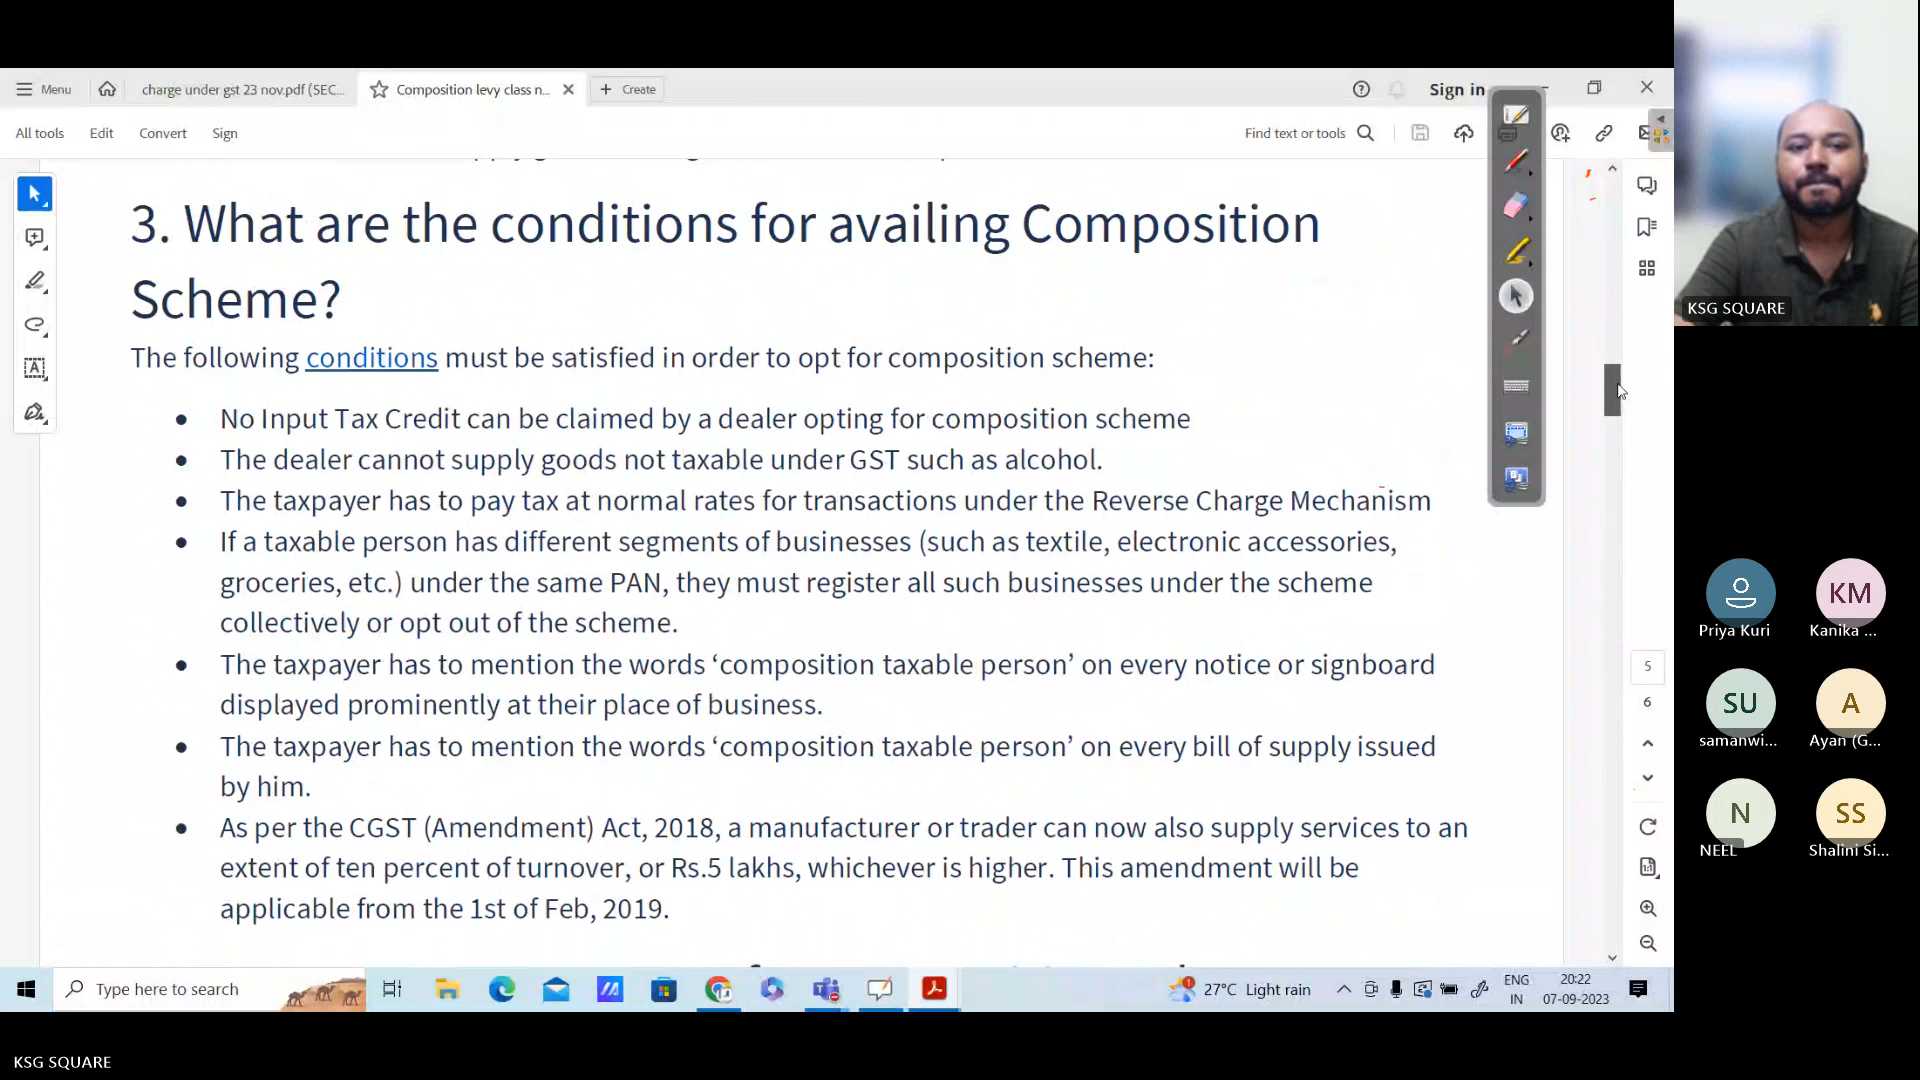 Menu
charge under gst 23 nov.pdf (SEC...
Composition levy class n...
Create
Sign in
All tools
Edit
Convert
Sign
Find text or tools
3. What are the conditions for availing Composition
Scheme?
The following conditions must be satisfied in order to opt for composition scheme:
• No Input Tax Credit can be claimed by a dealer opting for composition scheme
• The dealer cannot supply goods not taxable under GST such as alcohol.
• The taxpayer has to pay tax at normal rates for transactions under the Reverse Charge Mechanism
• If a taxable person has different segments of businesses (such as textile, electronic accessories,
groceries, etc.) under the same PAN, they must register all such businesses under the scheme
collectively or opt out of the scheme.
• The taxpayer has to mention the words ‘composition taxable person’ on every notice or signboard
displayed prominently at their place of business.
• The taxpayer has to mention the words ‘composition taxable person’ on every bill of supply issued
by him.
• As per the CGST (Amendment) Act, 2018, a manufacturer or trader can now also supply services to an
extent of ten percent of turnover, or Rs.5 lakhs, whichever is higher. This amendment will be
applicable from the 1st of Feb, 2019.
5
6
Type here to search
27°C Light rain
ENG
IN
20:22
07-09-2023
KSG SQUARE
KSG SQUARE
Priya Kuri
KM
Kanika ...
SU
samanwi...
A
Ayan (G...
N
NEEL
SS
Shalini Si...